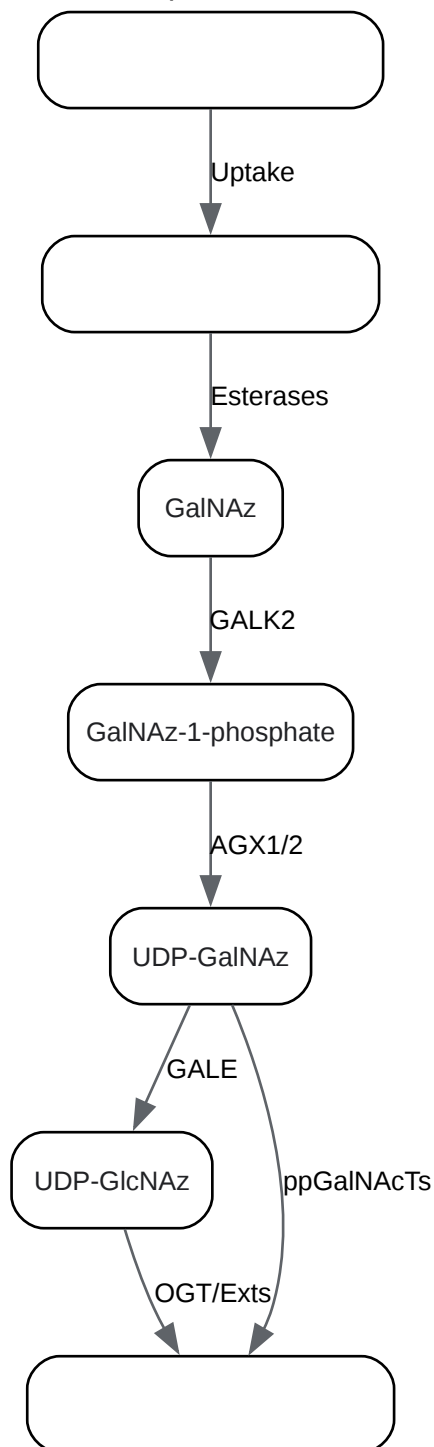 Uptake
Esterases
GalNAz
GALK2
GalNAz-1-phosphate
AGX1/2
UDP-GalNAz
GALE
UDP-GlcNAz
ppGalNAcTs
OGT/Exts